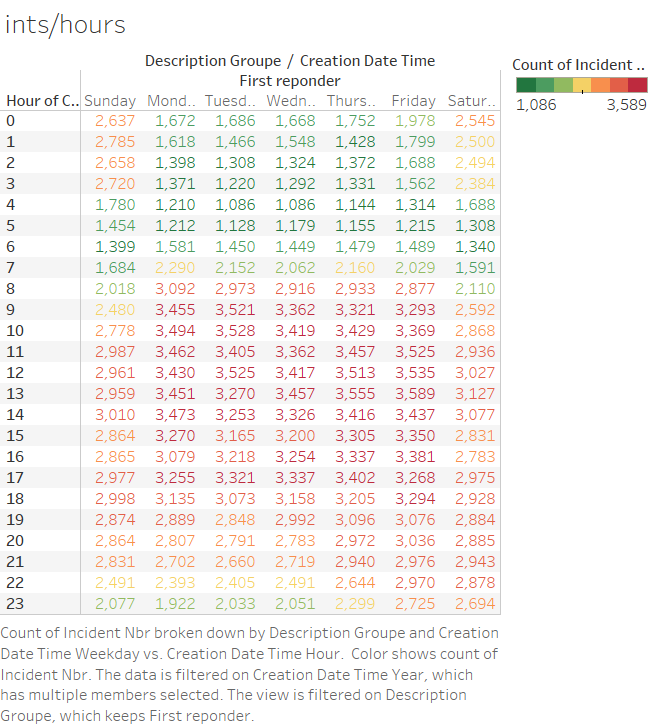 ints/hours
Description Groupe / Creation Date Time
First reponder
Hour of C.. Sunday Mond.. Tuesd.. Wedn.. Thurs.. Friday Satur..
Count of Incident ..
1,086 3,589
0 2,637 1,672 1,686 1,668 1,752 1,978 2,545
1 2,785 1,618 1,466 1,548 1,428 1,799 2,500
2 2,658 1,398 1,308 1,324 1,372 1,688 2,494
3 2,720 1,371 1,220 1,292 1,331 1,562 2,384
4 1,780 1,210 1,086 1,086 1,144 1,314 1,688
5 1,454 1,212 1,128 1,179 1,155 1,215 1,308
6 1,399 1,581 1,450 1,449 1,479 1,489 1,340
7 1,684 2,290 2,152 2,062 2,160 2,029 1,591
8 2,018 3,092 2,973 2,916 2,933 2,877 2,110
9 2,480 3,455 3,521 3,362 3,321 3,293 2,592
10 2,778 3,494 3,528 3,419 3,429 3,369 2,868
11 2,987 3,462 3,405 3,362 3,457 3,525 2,936
12 2,961 3,430 3,525 3,417 3,513 3,535 3,027
13 2,959 3,451 3,270 3,457 3,555 3,589 3,127
14 3,010 3,473 3,253 3,326 3,416 3,437 3,077
15 2,864 3,270 3,165 3,200 3,305 3,350 2,831
16 2,865 3,079 3,218 3,254 3,337 3,381 2,783
17 2,977 3,255 3,321 3,337 3,402 3,268 2,975
18 2,998 3,135 3,073 3,158 3,205 3,294 2,928
19 2,874 2,889 2,848 2,992 3,096 3,076 2,884
20 2,864 2,807 2,791 2,783 2,972 3,036 2,885
21 2,831 2,702 2,660 2,719 2,940 2,976 2,943
22 2,491 2,393 2,405 2,491 2,644 2,970 2,878
23 2,077 1,922 2,033 2,051 2,299 2,725 2,694
Count of Incident Nbr broken down by Description Groupe and Creation
Date Time Weekday vs. Creation Date Time Hour. Color shows count of
Incident Nbr. The data is filtered on Creation Date Time Year, which
has multiple members selected. The view is filtered on Description
Groupe, which keeps First reponder.